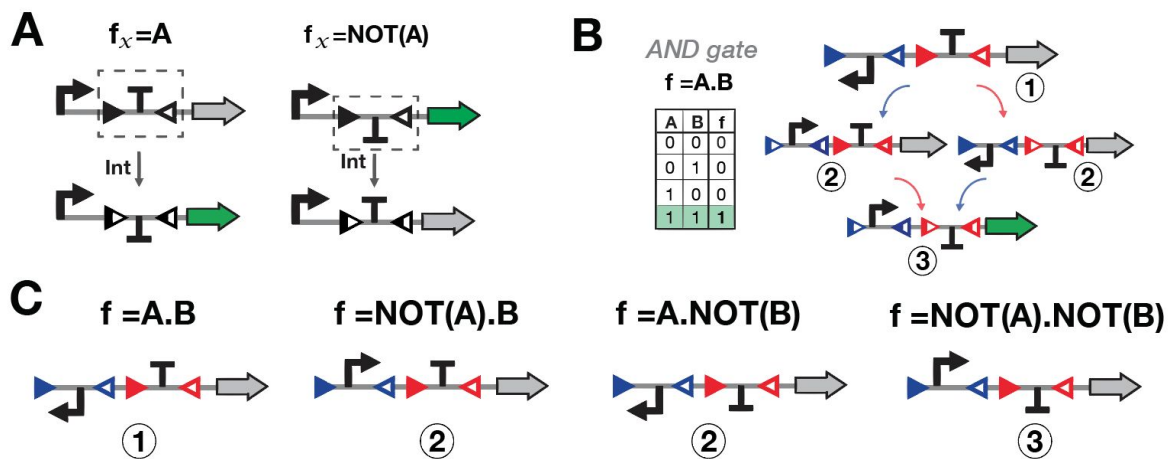 A
fx=A
Int
fx=NOT(A)
Int
B
AND gate
f =A.B
A B f
0 0 0
0 1 0
1 0 0
1 1 1
1
2
2
3
C
f =A.B
1
f =NOT(A).B
2
f =A.NOT(B)
2
f =NOT(A).NOT(B)
3